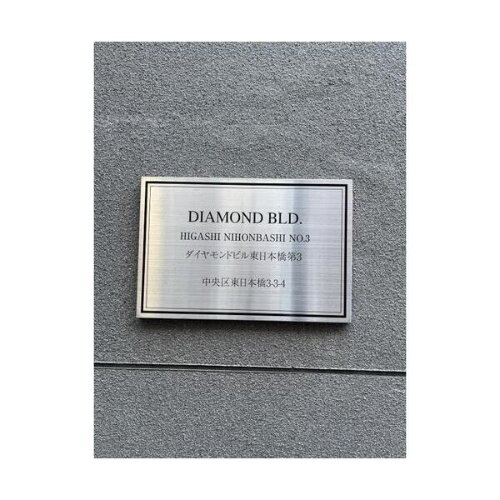 DIAMOND BLD.
HIGASHI NIHONBASHI NO.3
ダイヤモンドビル東日本橋第3
中央区東日本橋3-3-4